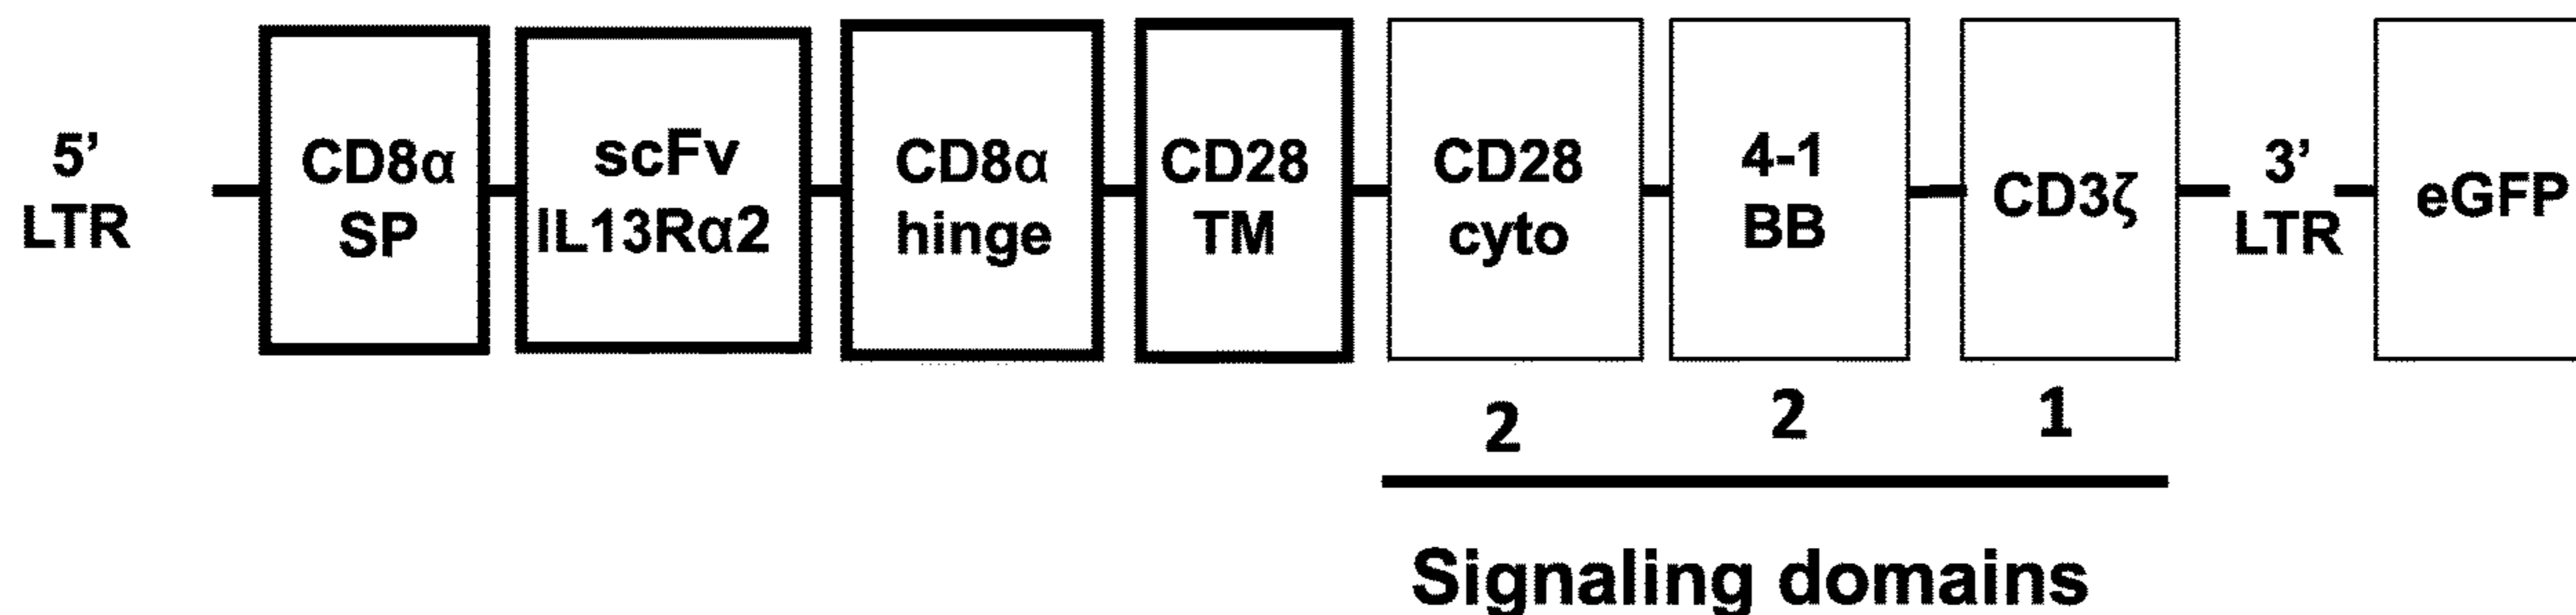 5’
LTR
CD8α
SP
scFv
IL13Rα2
CD8α
hinge
CD28
TM
CD28
cyto
4-1
BB
CD3ζ
3’
LTR
eGFP
2
2
1
Signaling domains